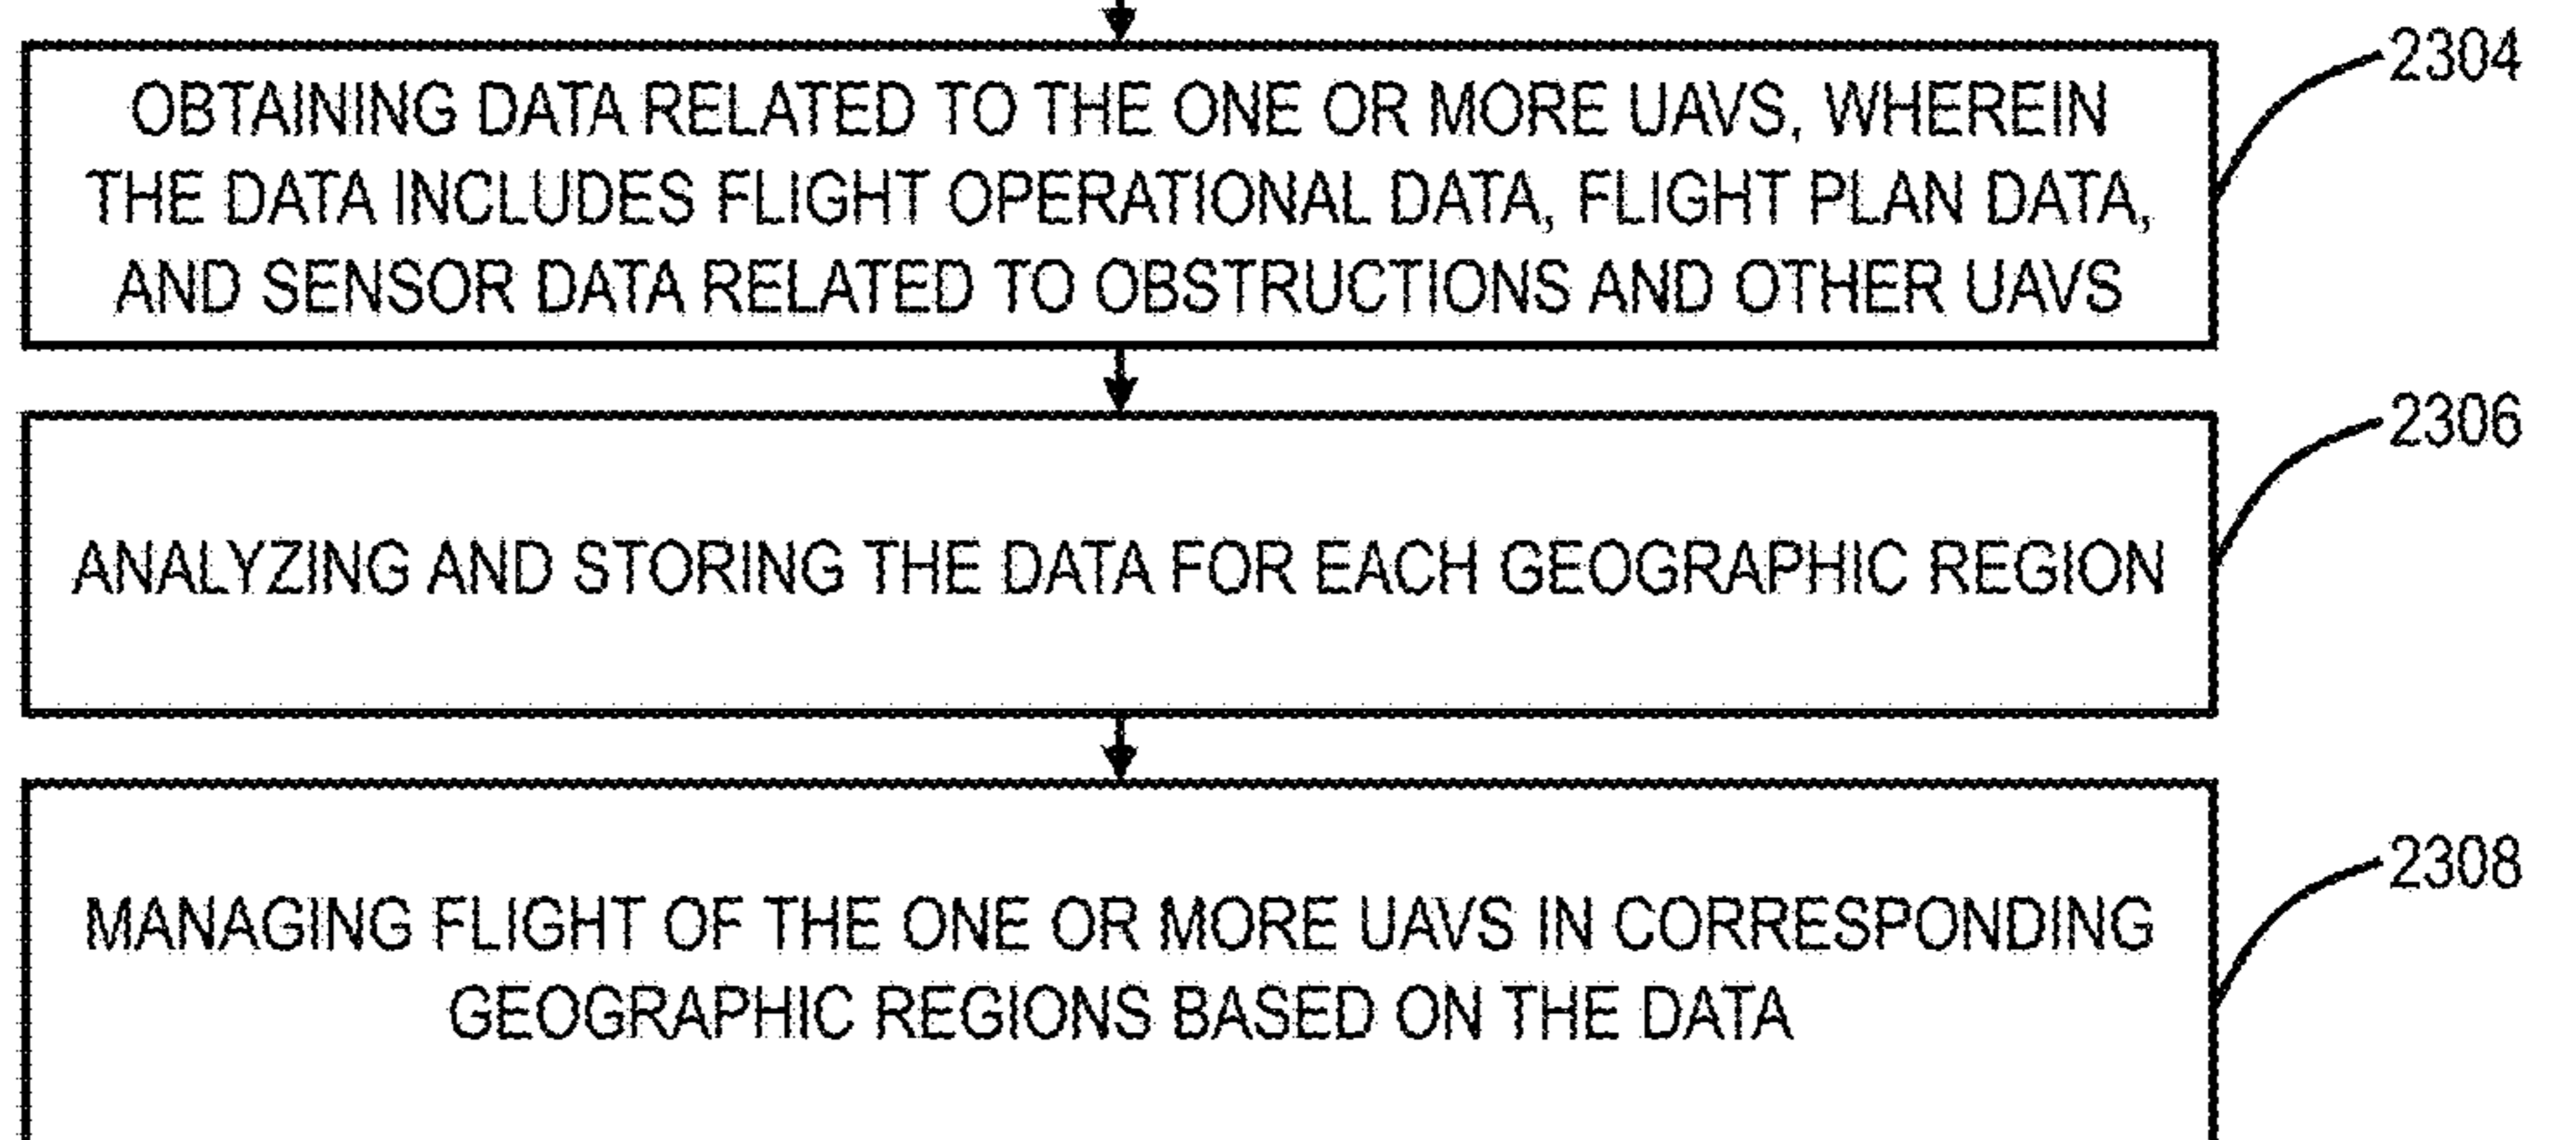 2304
OBTAINING DATA RELATED TO THE ONE OR MORE UAVS, WHEREIN
THE DATA INCLUDES FLIGHT OPERATIONAL DATA, FLIGHT PLAN DATA,
AND SENSOR DATA RELATED TO OBSTRUCTIONS AND OTHER UAVS
2306
ANALYZING AND STORING THE DATA FOR EACH GEOGRAPHIC REGION
2308
MANAGING FLIGHT OF THE ONE OR MORE UAVS IN CORRESPONDING
GEOGRAPHIC REGIONS BASED ON THE DATA